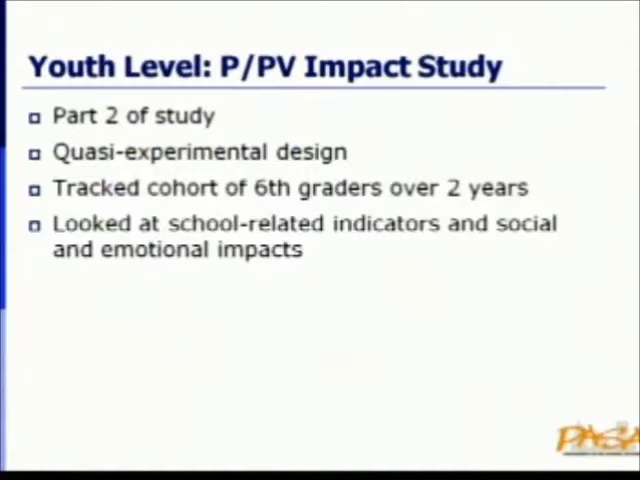 Youth Level: P/PV Impact Study
Part 2 of study
Quasi-experimental design
Tracked cohort of 6th graders over 2 years
Looked at school-related indicators and social
and emotional impacts
PASA